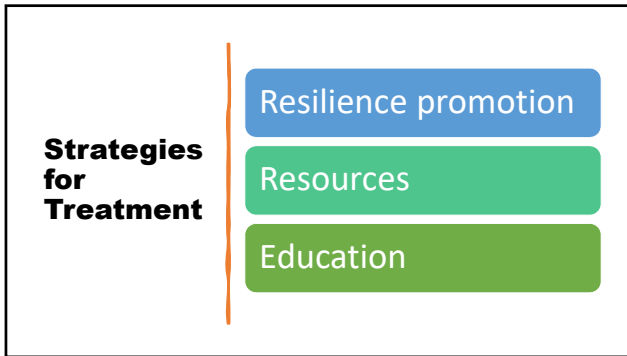 Strategies
for
Treatment
Resilience promotion
Resources
Education